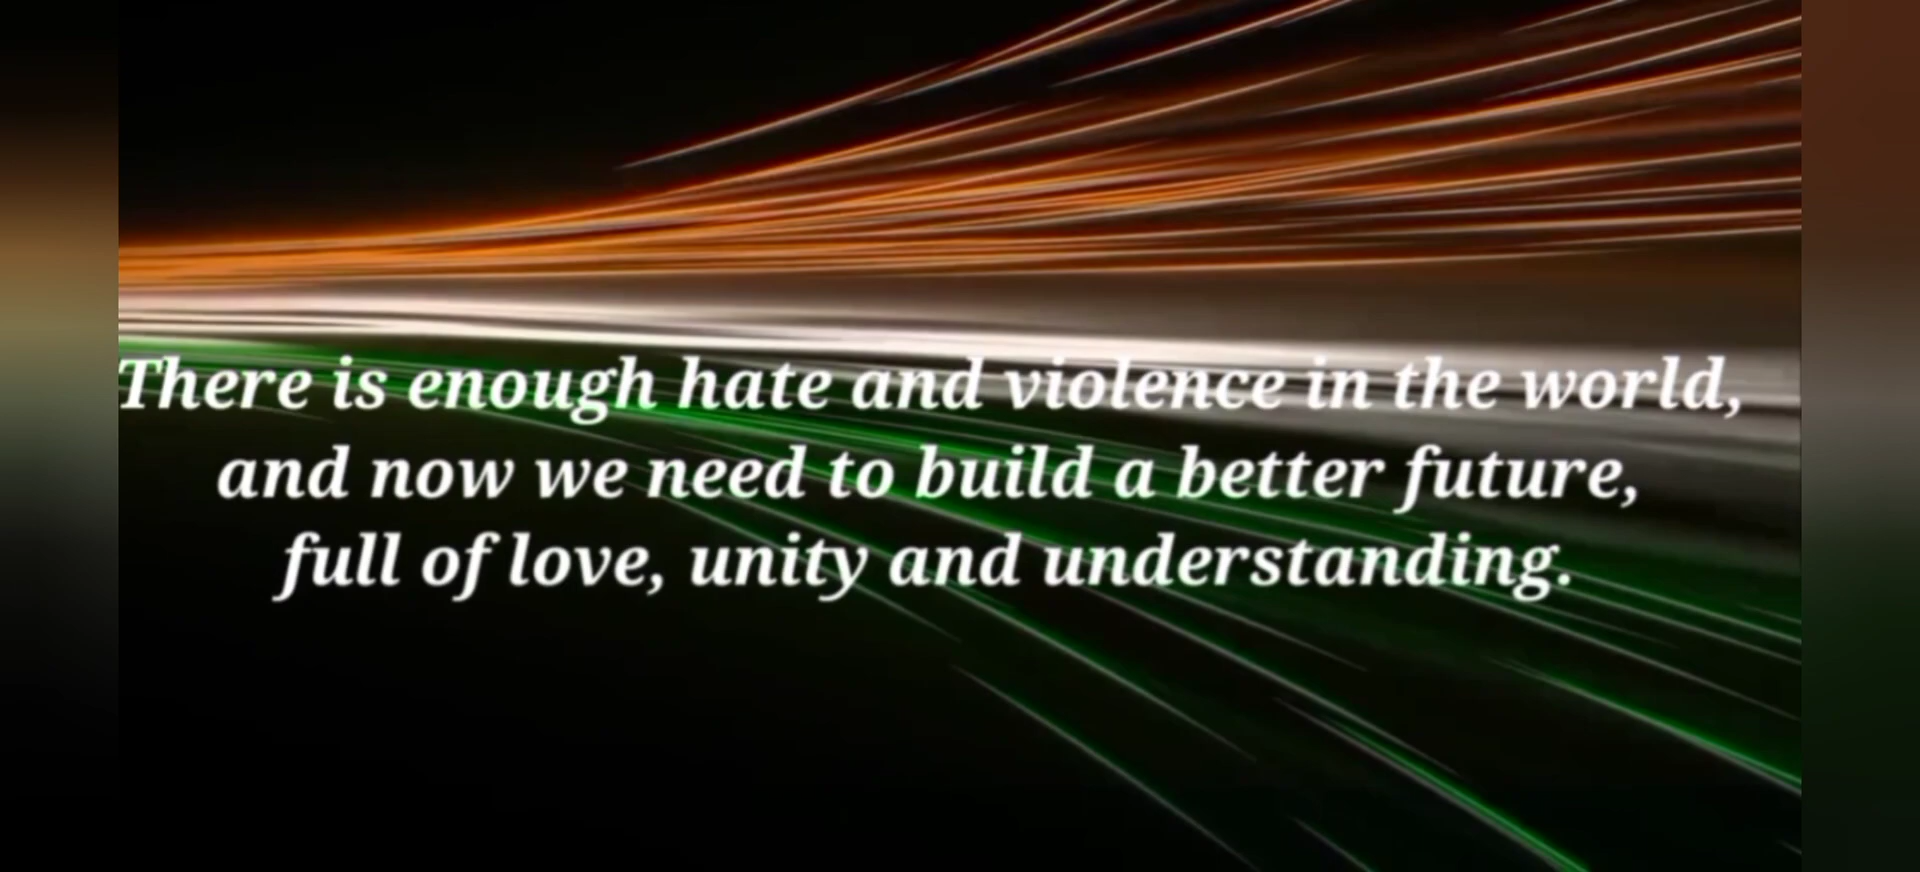 There is enough hate and violence in the world,
and now we need to build a better future,
full of love, unity and understanding.